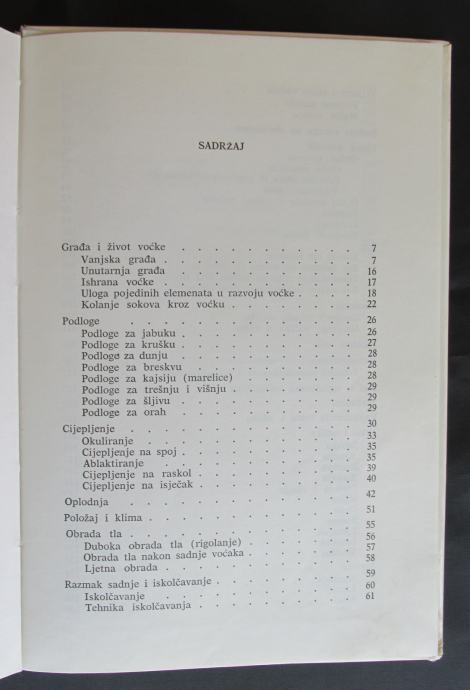 SADRŽAJ
Građa i život voćke . . . . . . . . . . 7
Vanjska građa . . . . . . . . . . 7
Unutarnja građa . . . . . . . . . . 16
Ishrana voćke . . . . . . . . . . 17
Uloga pojedinih elemenata u razvoju voćke . . . . 18
Kolanje sokova kroz voćku . . . . . . . 22
Podloge . . . . . . . . . . . . 26
Podloge za jabuku . . . . . . . . . 26
Podloge za krušku . . . . . . . . . 27
Podloge za dunju . . . . . . . . . 28
Podloge za breskvu . . . . . . . . . 28
Podloge za kajsiju (marelice) . . . . . . 28
Podloge za trešnju i višnju . . . . . . . 29
Podloge za šljivu . . . . . . . . . 29
Podloge za orah . . . . . . . . . 29
Cijepljenje . . . . . . . . . . . 30
Okuliranje . . . . . . . . . . . 33
Cijepljenje na spoj . . . . . . . . . 35
Ablaktiranje . . . . . . . . . . 35
Cijepljenje na raskol . . . . . . . . 39
Cijepljenje na isječak . . . . . . . . 40
Oplodnja . . . . . . . . . . . 42
Položaj i klima . . . . . . . . . . 51
Obrada tla . . . . . . . . . . . 55
Duboka obrada tla (rigolanje) . . . . . . 56
Obrada tla nakon sadnje voćaka . . . . . . 57
Ljetna obrada . . . . . . . . . . 58
Razmak sadnje i iskolčavanje . . . . . . . 59
Iskolčavanje . . . . . . . . . . 60
Tehnika iskolčavanja . . . . . . . . 61